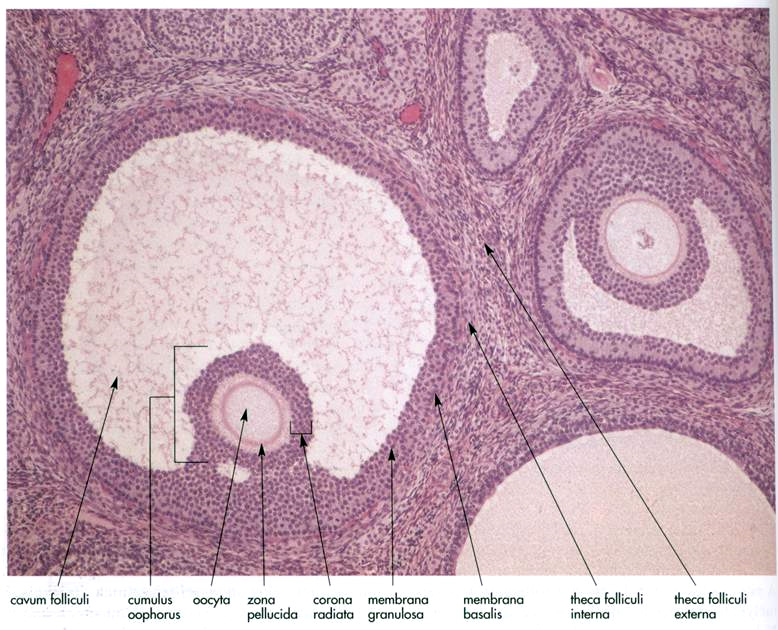 cavum folliculi
cumulus
oophorus
oocyta
zona
pellucida
corona
radiata
membrana
granulosa
membrana
basalis
theca folliculi
interna
theca folliculi
externa